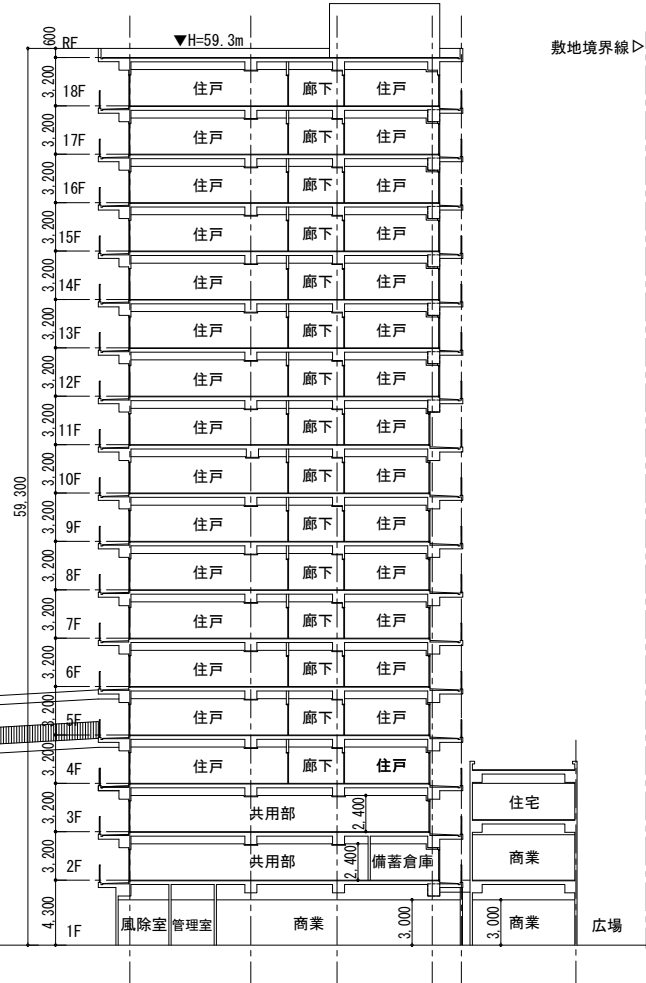 600
RF
▼H=59.3m
敷地境界線▷
3,200
18F
住戸
廊下
住戸
3,200
17F
住戸
廊下
住戸
3,200
16F
住戸
廊下
住戸
3,200
15F
住戸
廊下
住戸
3,200
14F
住戸
廊下
住戸
3,200
13F
住戸
廊下
住戸
3,200
12F
住戸
廊下
住戸
3,200
11F
住戸
廊下
住戸
3,200
10F
住戸
廊下
住戸
59,300
3,200
9F
住戸
廊下
住戸
3,200
8F
住戸
廊下
住戸
3,200
7F
住戸
廊下
住戸
3,200
6F
住戸
廊下
住戸
3,200
5F
住戸
廊下
住戸
3,200
4F
住戸
廊下
住戸
3,200
3F
共用部
2,400
住宅
3,200
2F
共用部
2,400
備蓄倉庫
商業
4,300
1F
風除室
管理室
商業
3,000
3,000
商業
広場